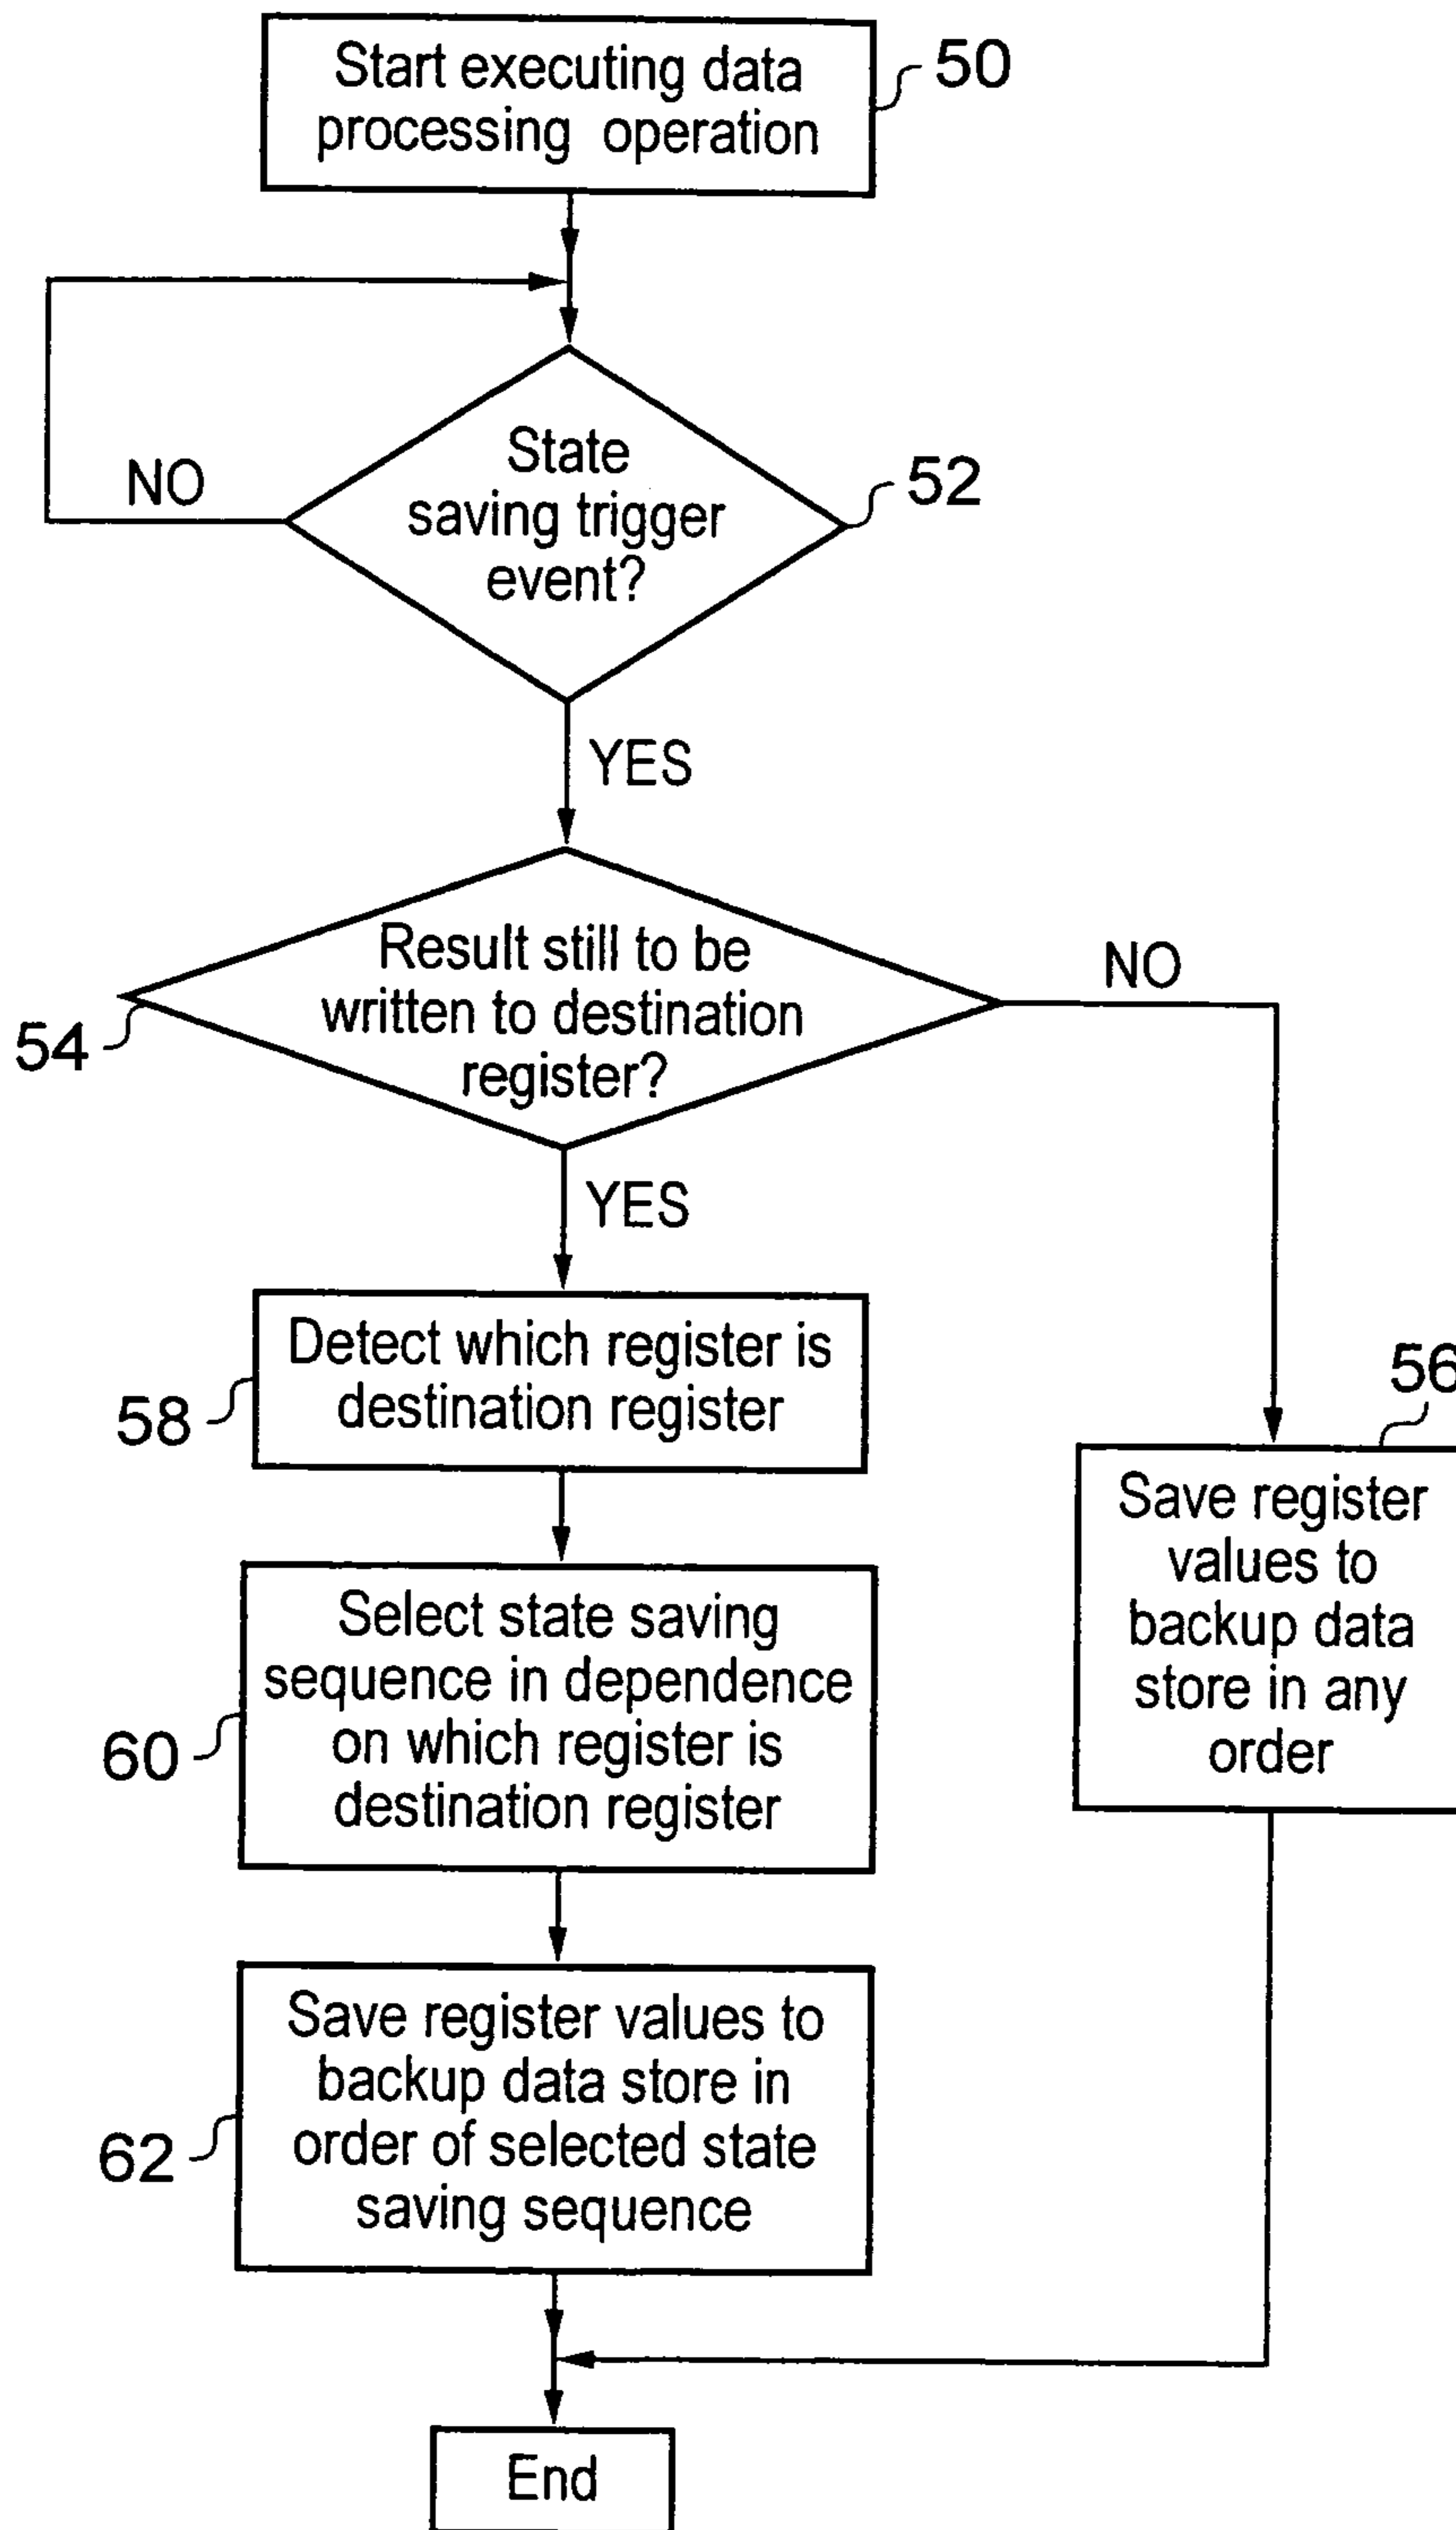 Start executing data
processing operation
50
State
saving trigger
event?
52
NO
YES
Result still to be
written to destination
register?
54
NO
YES
Detect which register is
destination register
58
56
Save register
values to
backup data
store in any
order
Select state saving
sequence in dependence
on which register is
destination register
60
Save register values to
backup data store in
order of selected state
saving sequence
62
End